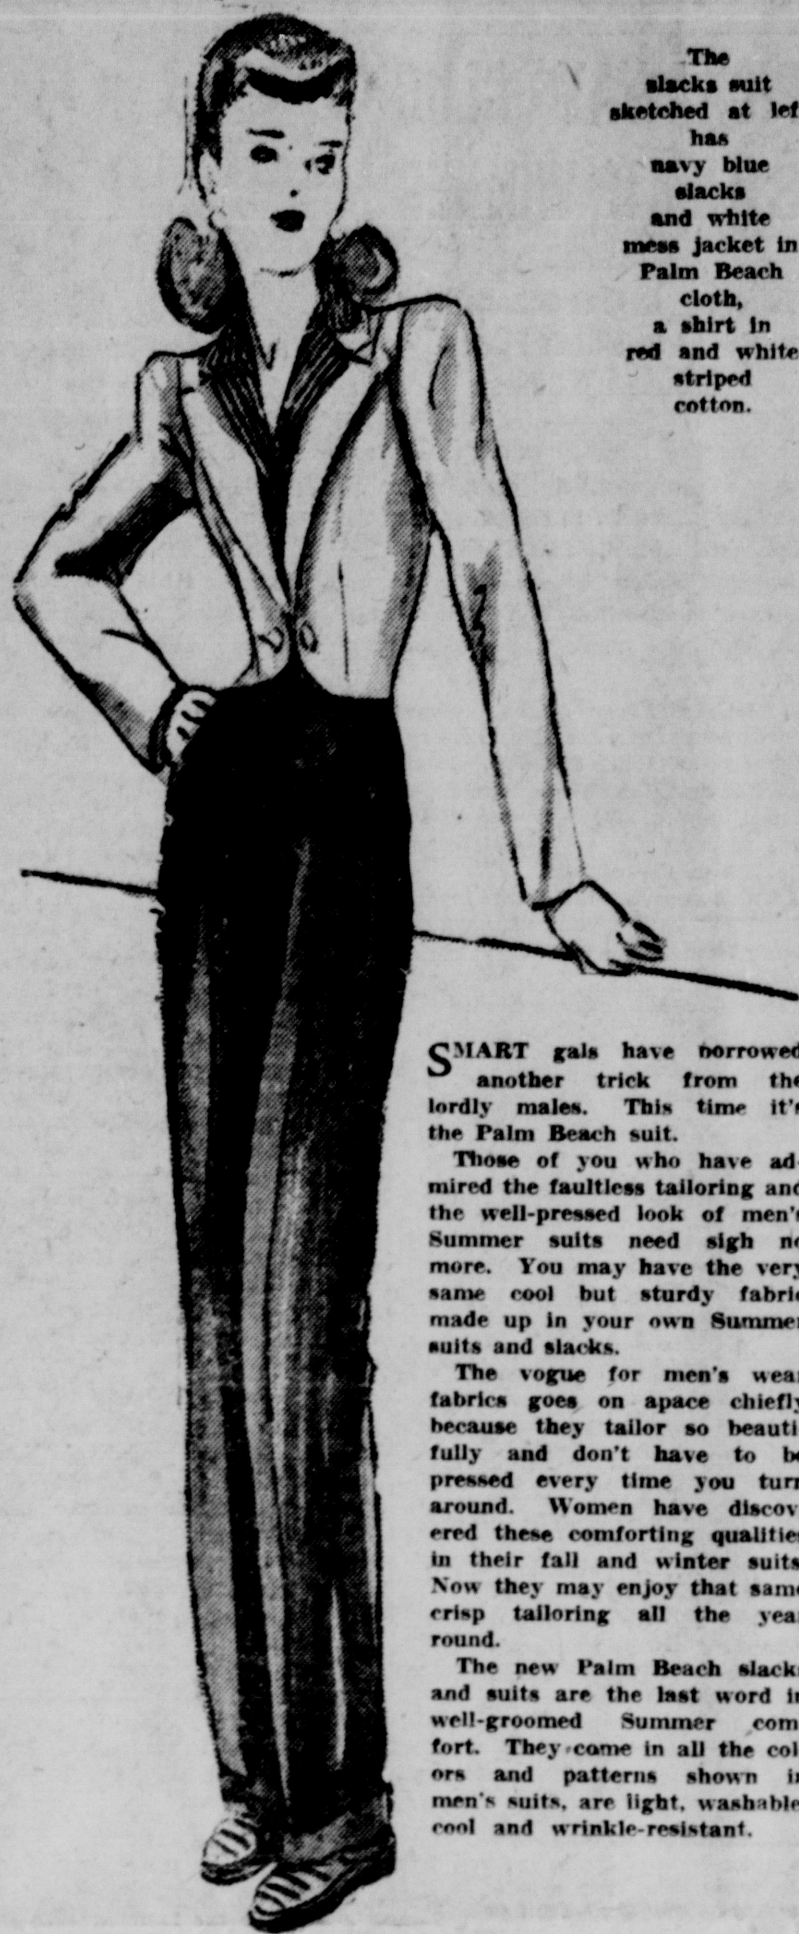 The
slacks suit
sketched at lef
has
navy blue
slacks
and white
mess jacket in
Palm Beach
cloth,
a shirt in
red and white
striped
cotton.
SMART gals have borrowed
another trick from the
lordly males. This time it's
the Palm Beach suit.
Those of you who have ad-
mired the faultless tailoring and
the well-pressed look of men's
Summer suits need sigh no
more. You may have the very
same cool but sturdy fabric
made up in your own Summer
suits and slacks.
The vogue for men's wear
fabrics goes on apace chiefly
because they tailor so beauti-
fully and don't have to be
pressed every time you turn
around. Women have discov-
ered these comforting qualities
in their fall and winter suits.
Now they may enjoy that same
crisp tailoring all the year
round.
The new Palm Beach slacks
and suits are the last word in
well-groomed Summer com-
fort. They come in all the col-
ors and patterns shown in
men's suits, are light, washable,
cool and wrinkle-resistant.